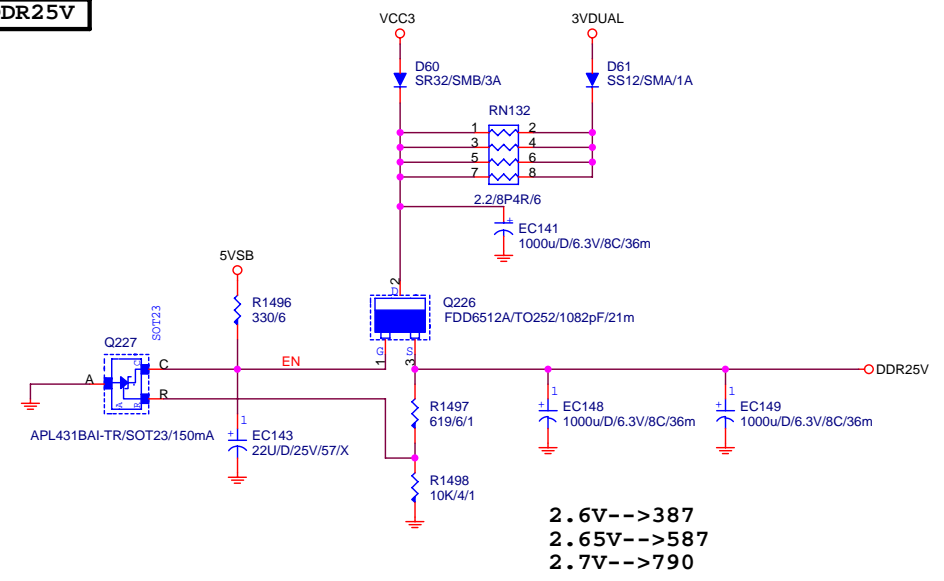 DDR25V
VCC3
3VDUAL
D60
SR32/SMB/3A
D61
SS12/SMA/1A
RN132
1 2
3 4
5 6
7 8
2.2/8P4R/6
+
EC141
1000u/D/6.3V/8C/36m
5VSB
R1496
330/6
2
D
Q226
FDD6512A/TO252/1082pF/21m
G S
1 3
SOT23
Q227
C
C
EN
A
R
A R
APL431BAI-TR/SOT23/150mA
1
+
EC143
22U/D/25V/57/X
R1497
619/6/1
R1498
10K/4/1
1
+
EC148
1000u/D/6.3V/8C/36m
1
+
EC149
1000u/D/6.3V/8C/36m
DDR25V
2.6V-->387
2.65V-->587
2.7V-->790